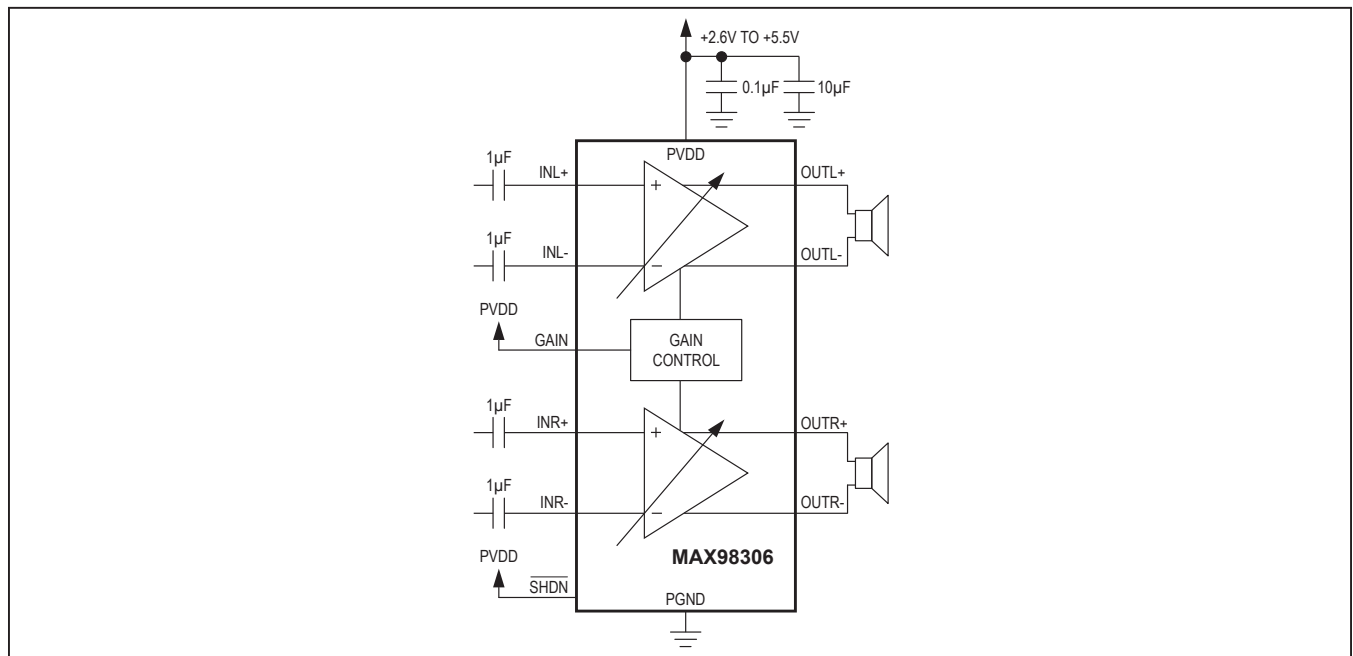 +2.6V TO +5.5V
0.1µF
10µF
PVDD
1µF
INL+
OUTL+
1µF
INL-
OUTL-
PVDD
GAIN
GAIN
CONTROL
1µF
INR+
OUTR+
1µF
INR-
OUTR-
PVDD
MAX98306
SHDN
PGND